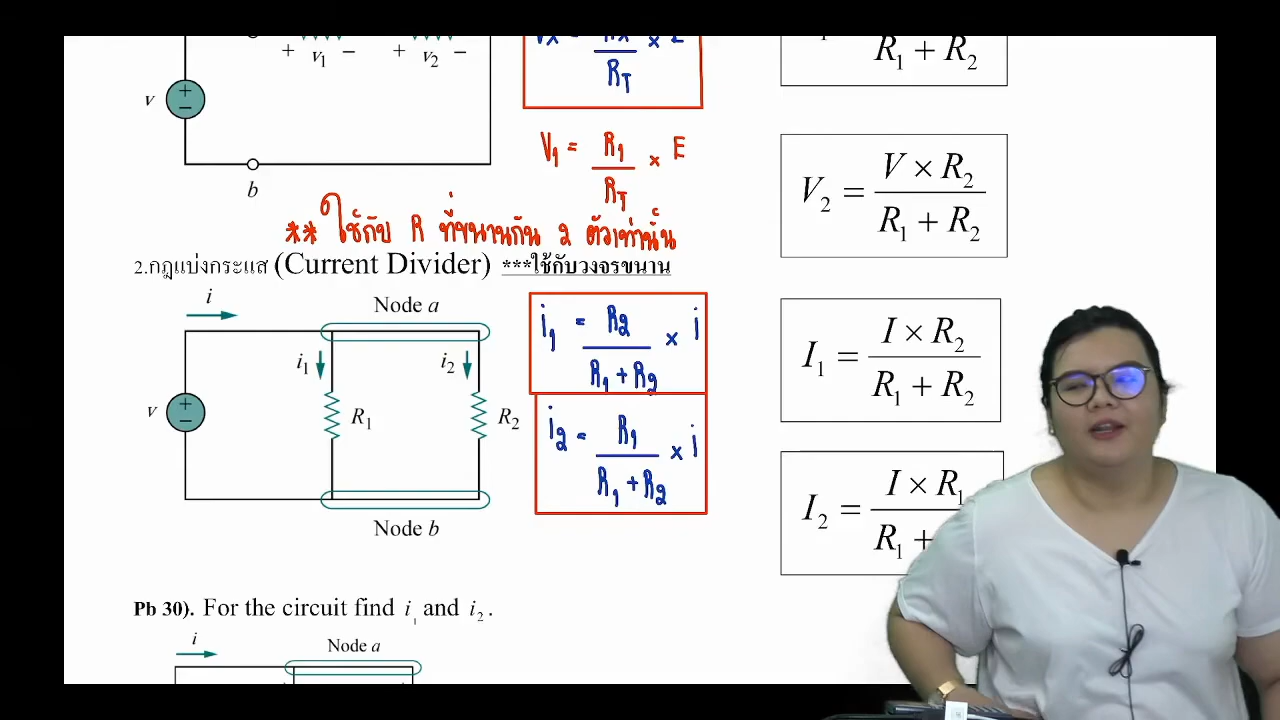 + v₁ − + v₂ −
Vx = Rx / RT × E
R₁ + R₂
v
+
−
b
V₁ = R₁ / RT × E
V₂ = V × R₂ / R₁ + R₂
** ใช้กับ R ที่ขนานกัน 2 ตัวเท่านั้น
2.กฎแบ่งกระแส (Current Divider) ***ใช้กับวงจรขนาน
i
Node a
i₁
i₂
v
+
−
R₁
R₂
Node b
i₁ = R₂ / R₁ + R₂ × i
i₂ = R₁ / R₁ + R₂ × i
I₁ = I × R₂ / R₁ + R₂
I₂ = I × R₁ / R₁ +
Pb 30). For the circuit find i₁ and i₂.
i
Node a